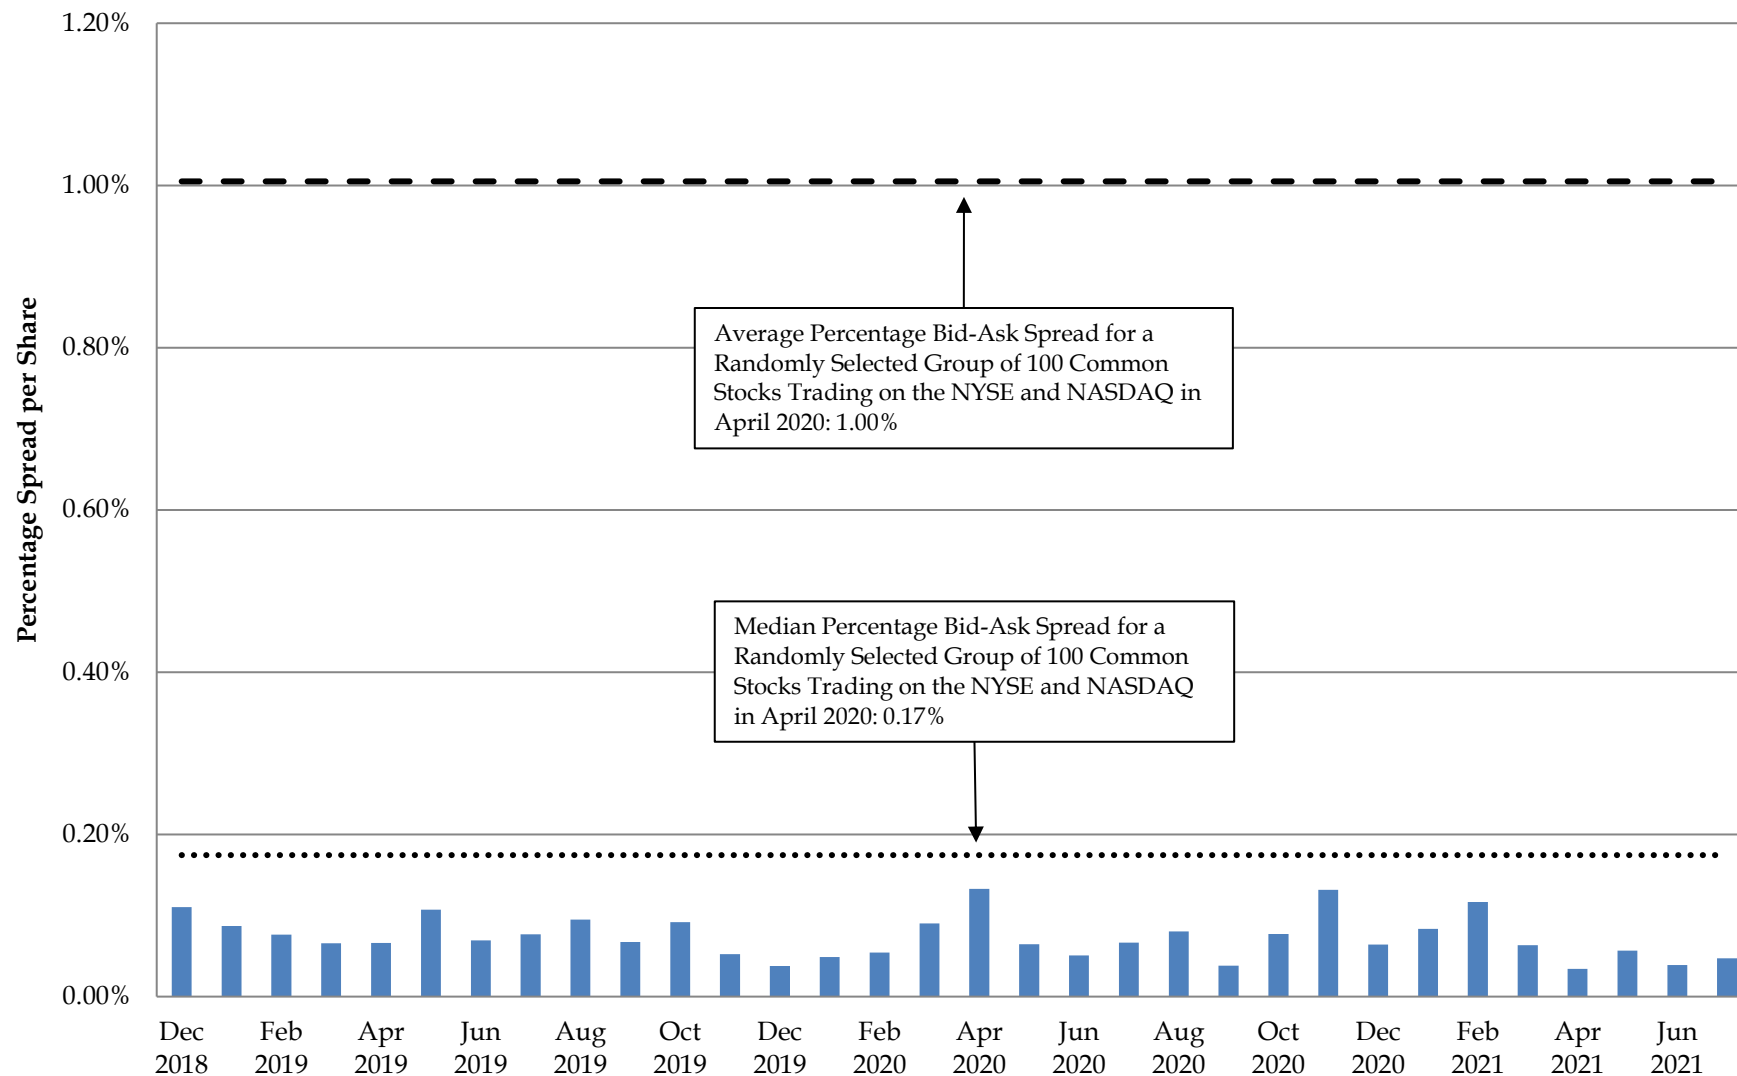 1.20%
1.00%
0.80%
0.60%
0.40%
0.20%
0.00%
Percentage Spread per Share
Average Percentage Bid-Ask Spread for a
Randomly Selected Group of 100 Common
Stocks Trading on the NYSE and NASDAQ in
April 2020: 1.00%
Median Percentage Bid-Ask Spread for a
Randomly Selected Group of 100 Common
Stocks Trading on the NYSE and NASDAQ
in April 2020: 0.17%
Dec Feb Apr Jun Aug Oct Dec Feb Apr Jun Aug Oct Dec Feb Apr Jun
2018 2019 2019 2019 2019 2019 2019 2020 2020 2020 2020 2020 2020 2021 2021 2021